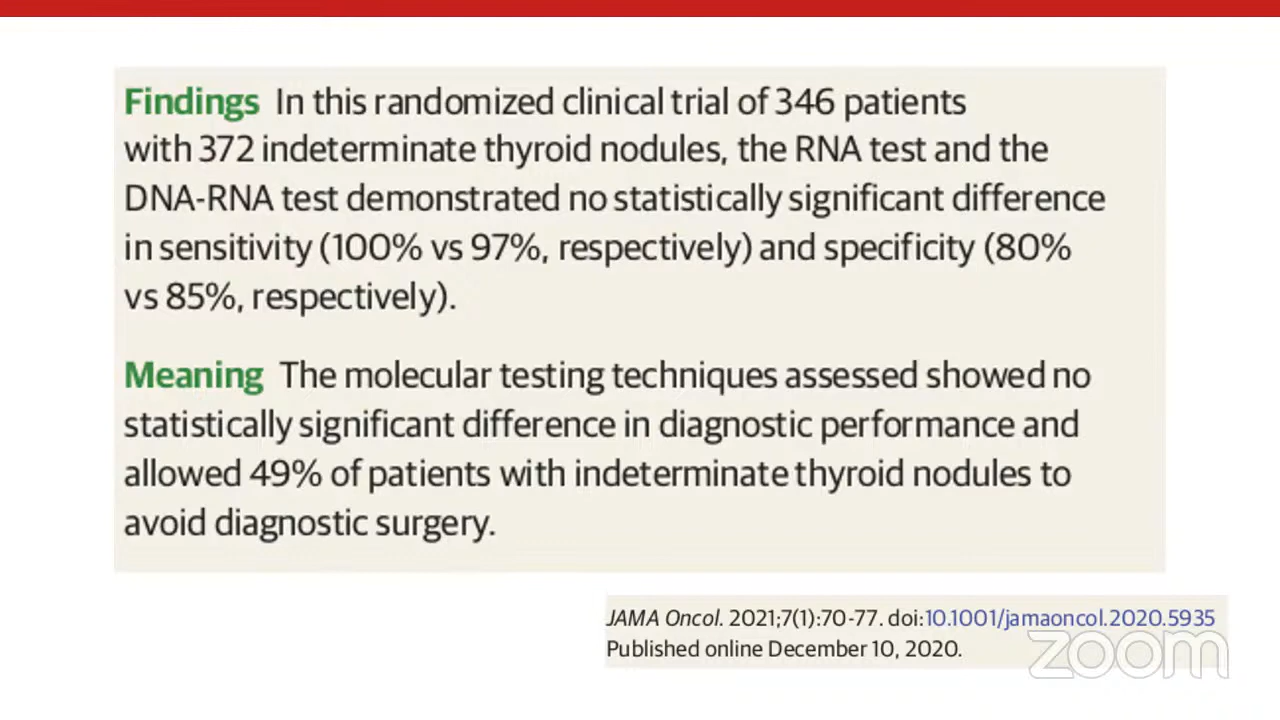 Findings In this randomized clinical trial of 346 patients
with 372 indeterminate thyroid nodules, the RNA test and the
DNA-RNA test demonstrated no statistically significant difference
in sensitivity (100% vs 97%, respectively) and specificity (80%
vs 85%, respectively).
Meaning The molecular testing techniques assessed showed no
statistically significant difference in diagnostic performance and
allowed 49% of patients with indeterminate thyroid nodules to
avoid diagnostic surgery.
JAMA Oncol. 2021;7(1):70-77. doi:10.1001/jamaoncol.2020.5935
Published online December 10, 2020.
zoom